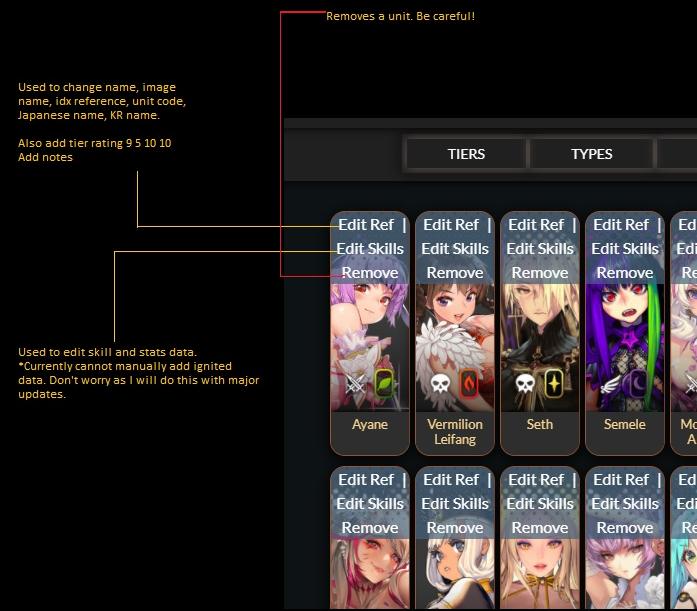 Removes a unit. Be careful!
Used to change name, image
name, idx reference, unit code,
Japanese name, KR name.
Also add tier rating 9 5 10 10
Add notes
TIERS TYPES
Edit Ref | Edit Ref | Edit Ref | Edit Ref | Ed
Edit Skills Edit Skills Edit Skills Edit Skills Edi
Remove Remove Remove Remove R
Used to edit skill and stats data.
*Currently cannot manually add ignited
data. Don't worry as I will do this with major
updates.
Ayane Vermilion Seth Semele Mo
Leifang A
Edit Ref | Edit Ref | Edit Ref | Edit Ref | Ed
Edit Skills Edit Skills Edit Skills Edit Skills Edi
Remove Remove Remove Remove R